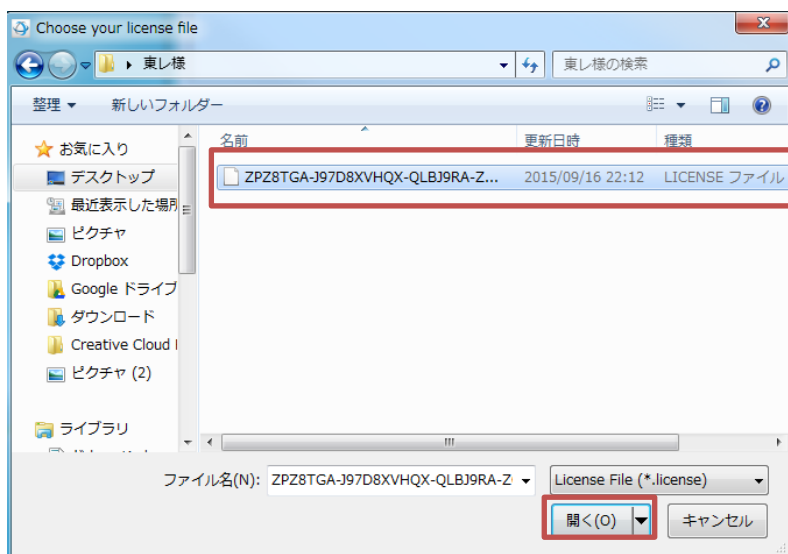 Choose your license file
東レ様
東レ様の検索
整理
新しいフォルダー
名前 更新日時 種類
ZPZ8TGA-J97D8XVHQX-QLBJ9RA-Z... 2015/09/16 22:12 LICENSE ファイル
お気に入り
デスクトップ
最近表示した場所
ピクチャ
Dropbox
Google ドライブ
ダウンロード
Creative Cloud
ピクチャ (2)
ライブラリ
ファイル名(N): ZPZ8TGA-J97D8XVHQX-QLBJ9RA-Z License File (*.license)
開く(O) キャンセル